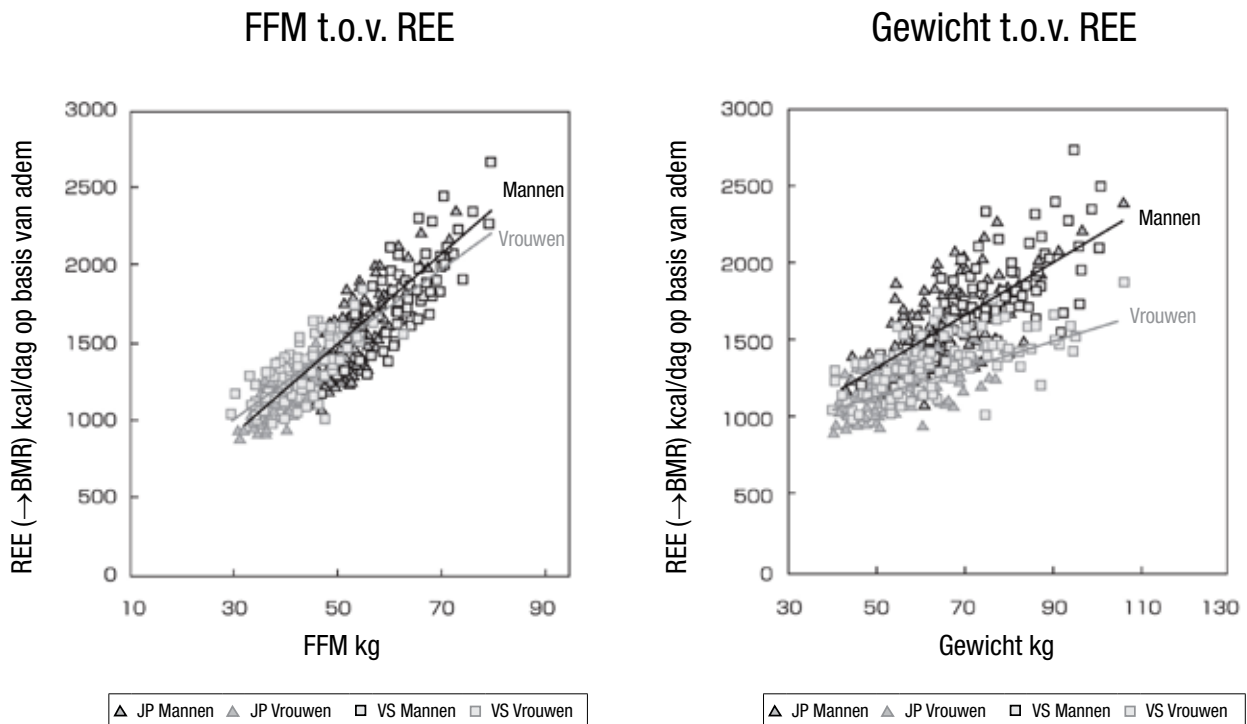 FFM t.o.v. REE
REE (→BMR) kcal/dag op basis van adem
3000
2500
2000
1500
1000
500
0
10 30 50 70 90
Mannen
Vrouwen
FFM kg
JP Mannen JP Vrouwen VS Mannen VS Vrouwen
Gewicht t.o.v. REE
REE (→BMR) kcal/dag op basis van adem
3000
2500
2000
1500
1000
500
0
30 50 70 90 110 130
Mannen
Vrouwen
Gewicht kg
JP Mannen JP Vrouwen VS Mannen VS Vrouwen